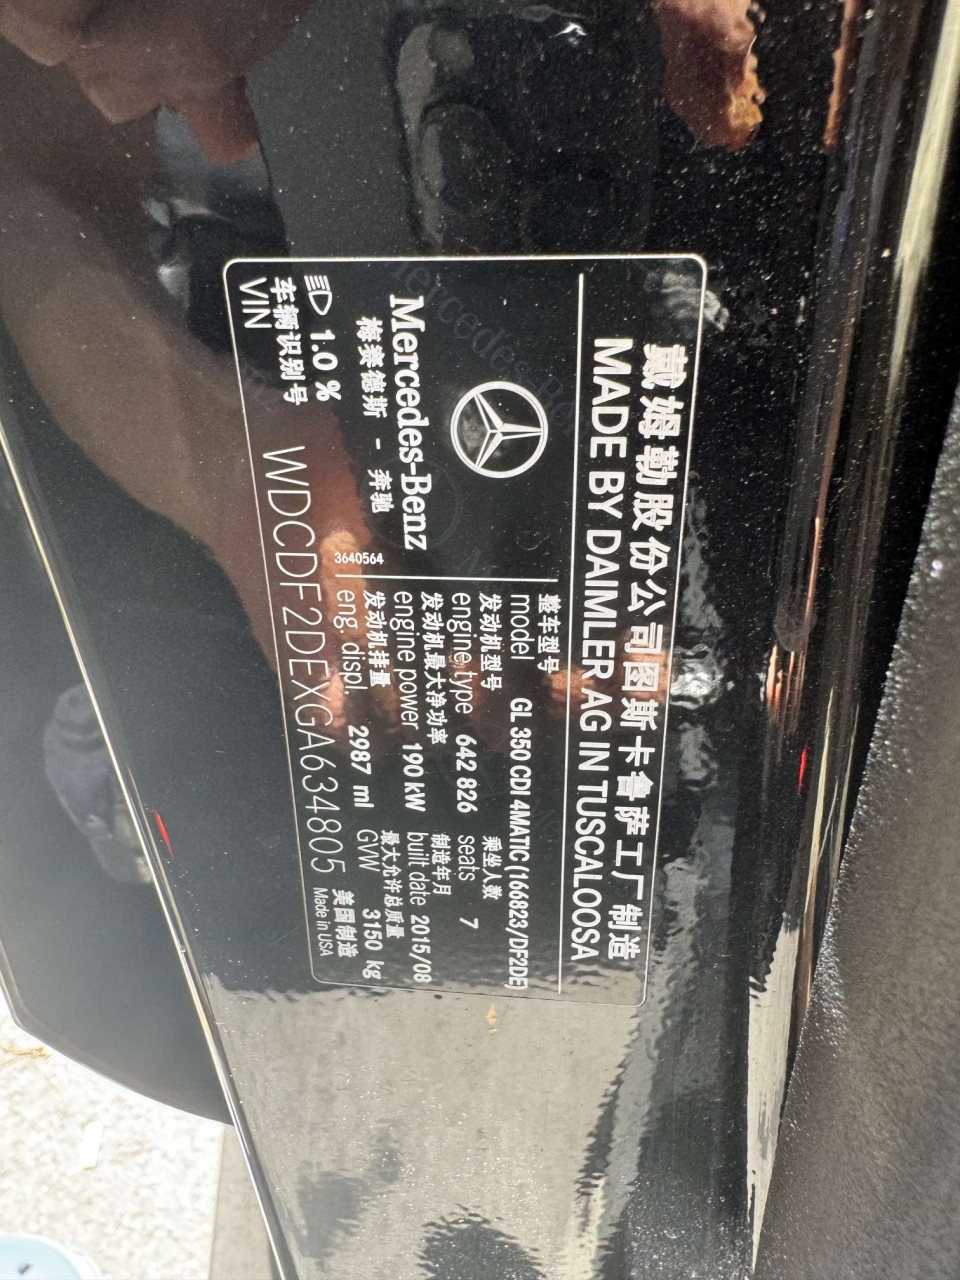 戴姆勒股份公司图斯卡鲁萨工厂制造
MADE BY DAIMLER AG IN TUSCALOOSA
Mercedes-Benz
梅赛德斯 - 奔驰
1.0 %
3640564
整车型号
model GL 350 CDI 4MATIC (166823/DF2DE)
发动机型号 乘坐人数
engine type 642 826 seats 7
发动机最大净功率 制造年月
engine power 190 kW built date 2015/08
发动机排量 最大允许总质量
eng. displ. 2987 ml GVW 3150 kg
车辆识别号 美国制造
VIN WDCDF2DEXGA634805 Made in USA